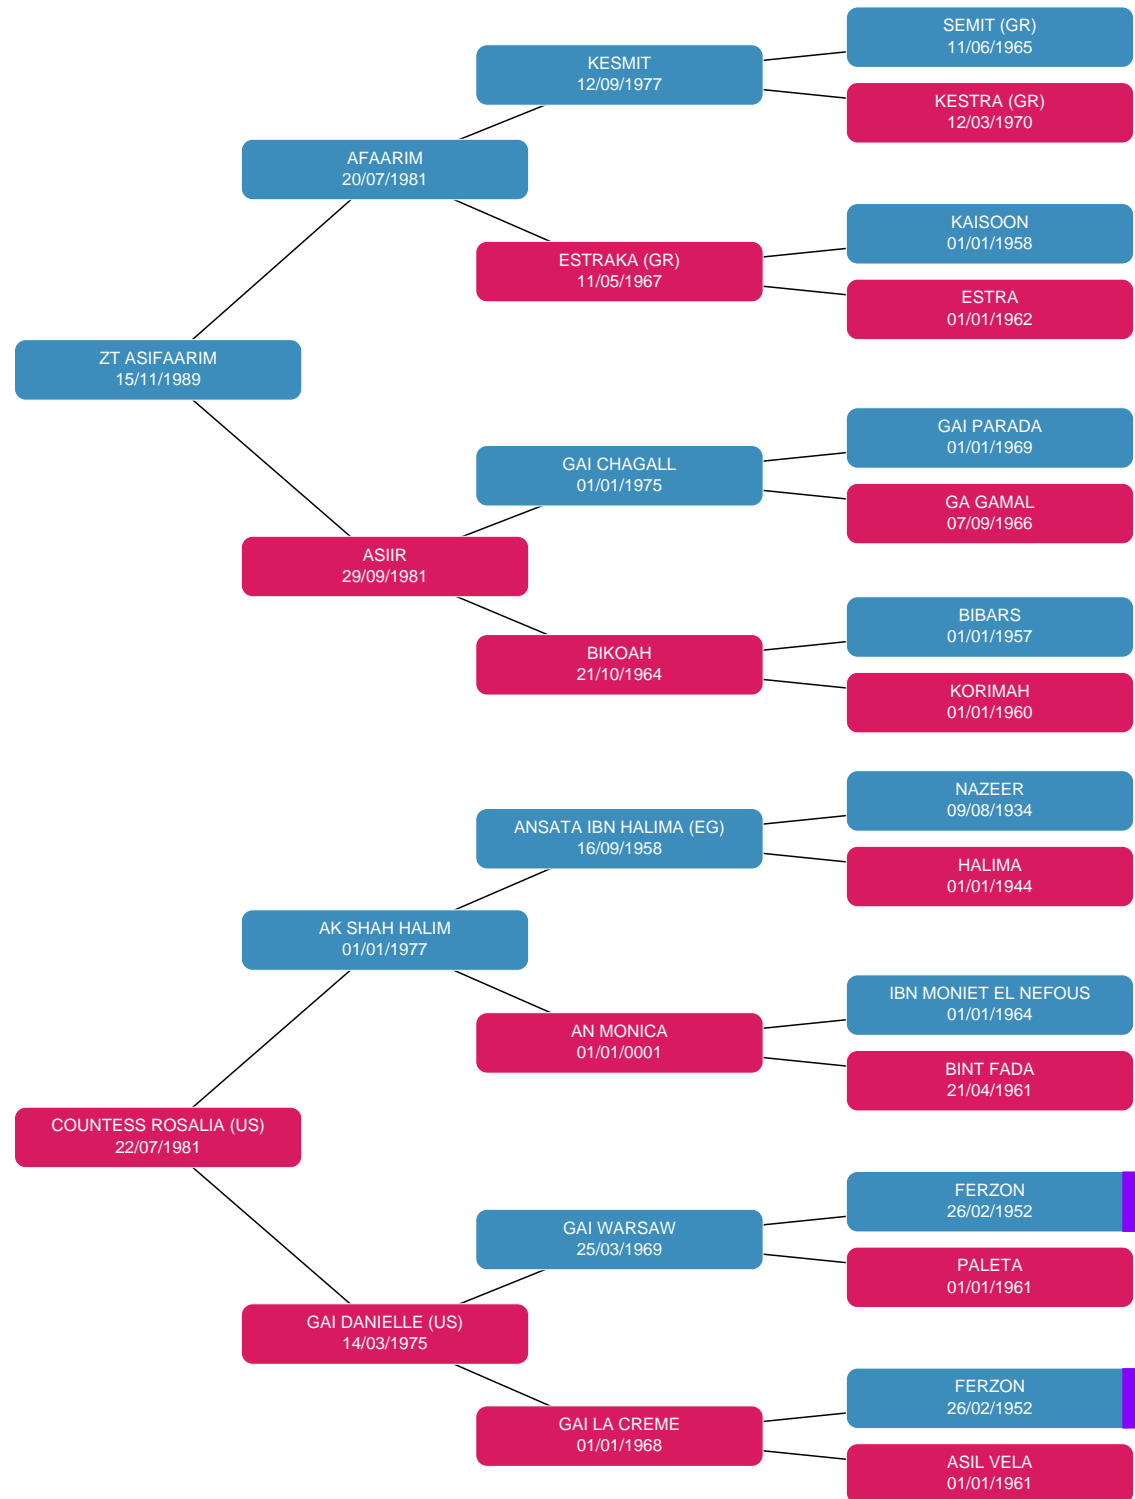 SEMIT (GR)
11/06/1965
KESMIT
12/09/1977
KESTRA (GR)
12/03/1970
AFAARIM
20/07/1981
KAISOON
01/01/1958
ESTRAKA (GR)
11/05/1967
ESTRA
01/01/1962
ZT ASIFAARIM
15/11/1989
GAI PARADA
01/01/1969
GAI CHAGALL
01/01/1975
GA GAMAL
07/09/1966
ASIIR
29/09/1981
BIBARS
01/01/1957
BIKOAH
21/10/1964
KORIMAH
01/01/1960
NAZEER
09/08/1934
ANSATA IBN HALIMA (EG)
16/09/1958
HALIMA
01/01/1944
AK SHAH HALIM
01/01/1977
IBN MONIET EL NEFOUS
01/01/1964
AN MONICA
01/01/0001
BINT FADA
21/04/1961
COUNTESS ROSALIA (US)
22/07/1981
FERZON
26/02/1952
GAI WARSAW
25/03/1969
PALETA
01/01/1961
GAI DANIELLE (US)
14/03/1975
FERZON
26/02/1952
GAI LA CREME
01/01/1968
ASIL VELA
01/01/1961